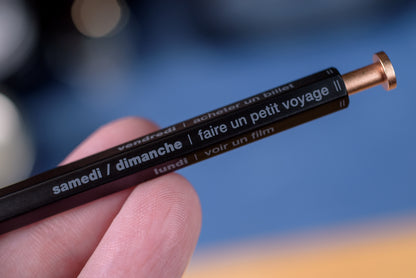 vendredi | acheter un billet
samedi / dimanche | faire un petit voyage
lundi | voir un film